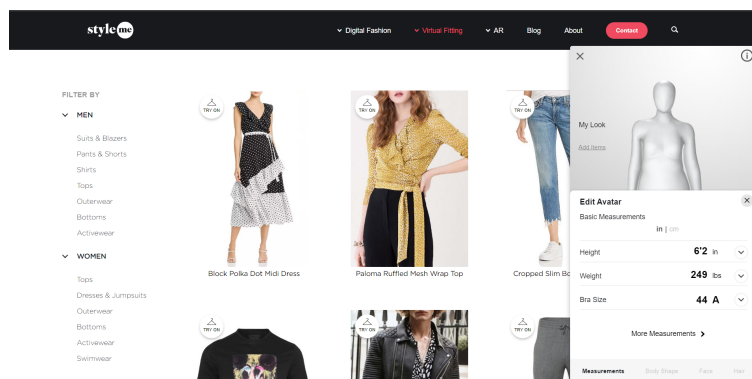 style me
Digital Fashion
Virtual Fitting
AR
Blog
About
Contact
FILTER BY
MEN
Suits & Blazers
Pants & Shorts
Shirts
Tops
Outerwear
Bottoms
Activewear
WOMEN
Tops
Dresses & Jumpsuits
Outerwear
Bottoms
Activewear
Swimwear
TRY ON
Block Polka Dot Midi Dress
TRY ON
Paloma Ruffled Mesh Wrap Top
TRY ON
Cropped Slim Bo
TRY ON
TRY ON
TRY ON
My Look
Add Items
Edit Avatar
Basic Measurements
in | cm
Height 6'2 in
Weight 249 lbs
Bra Size 44 A
More Measurements
Measurements Body Shape Face Hair